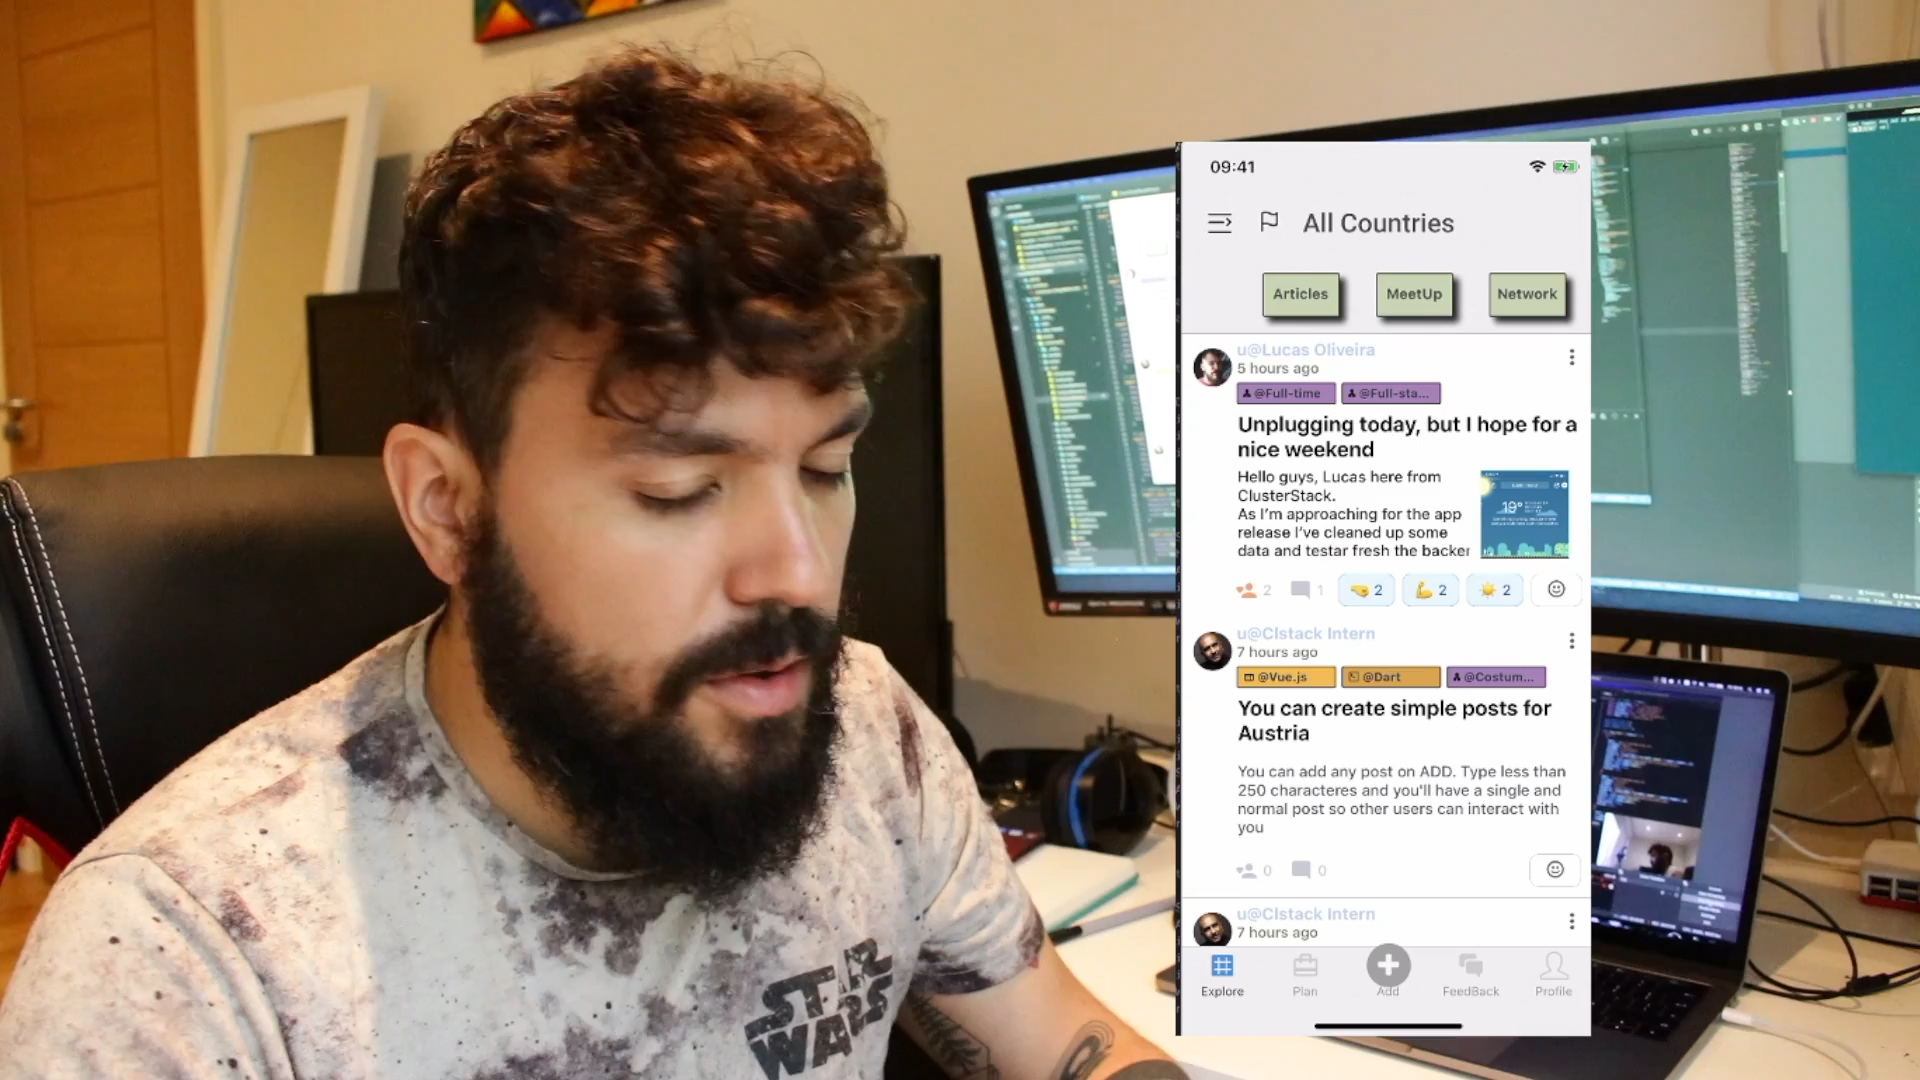 09:41
All Countries
Articles MeetUp Network
u@Lucas Oliveira
5 hours ago
@Full-time @Full-sta...
Unplugging today, but I hope for a
nice weekend
Hello guys, Lucas here from
ClusterStack.
As I'm approaching for the app
release I've cleaned up some
data and testar fresh the backer
19°
2 1 2 2 2
u@Clstack Intern
7 hours ago
@Vue.js @Dart @Costum...
You can create simple posts for
Austria
You can add any post on ADD. Type less than
250 characteres and you'll have a single and
normal post so other users can interact with
you
0 0
u@Clstack Intern
7 hours ago
Explore Plan Add FeedBack Profile
STAR
WARS